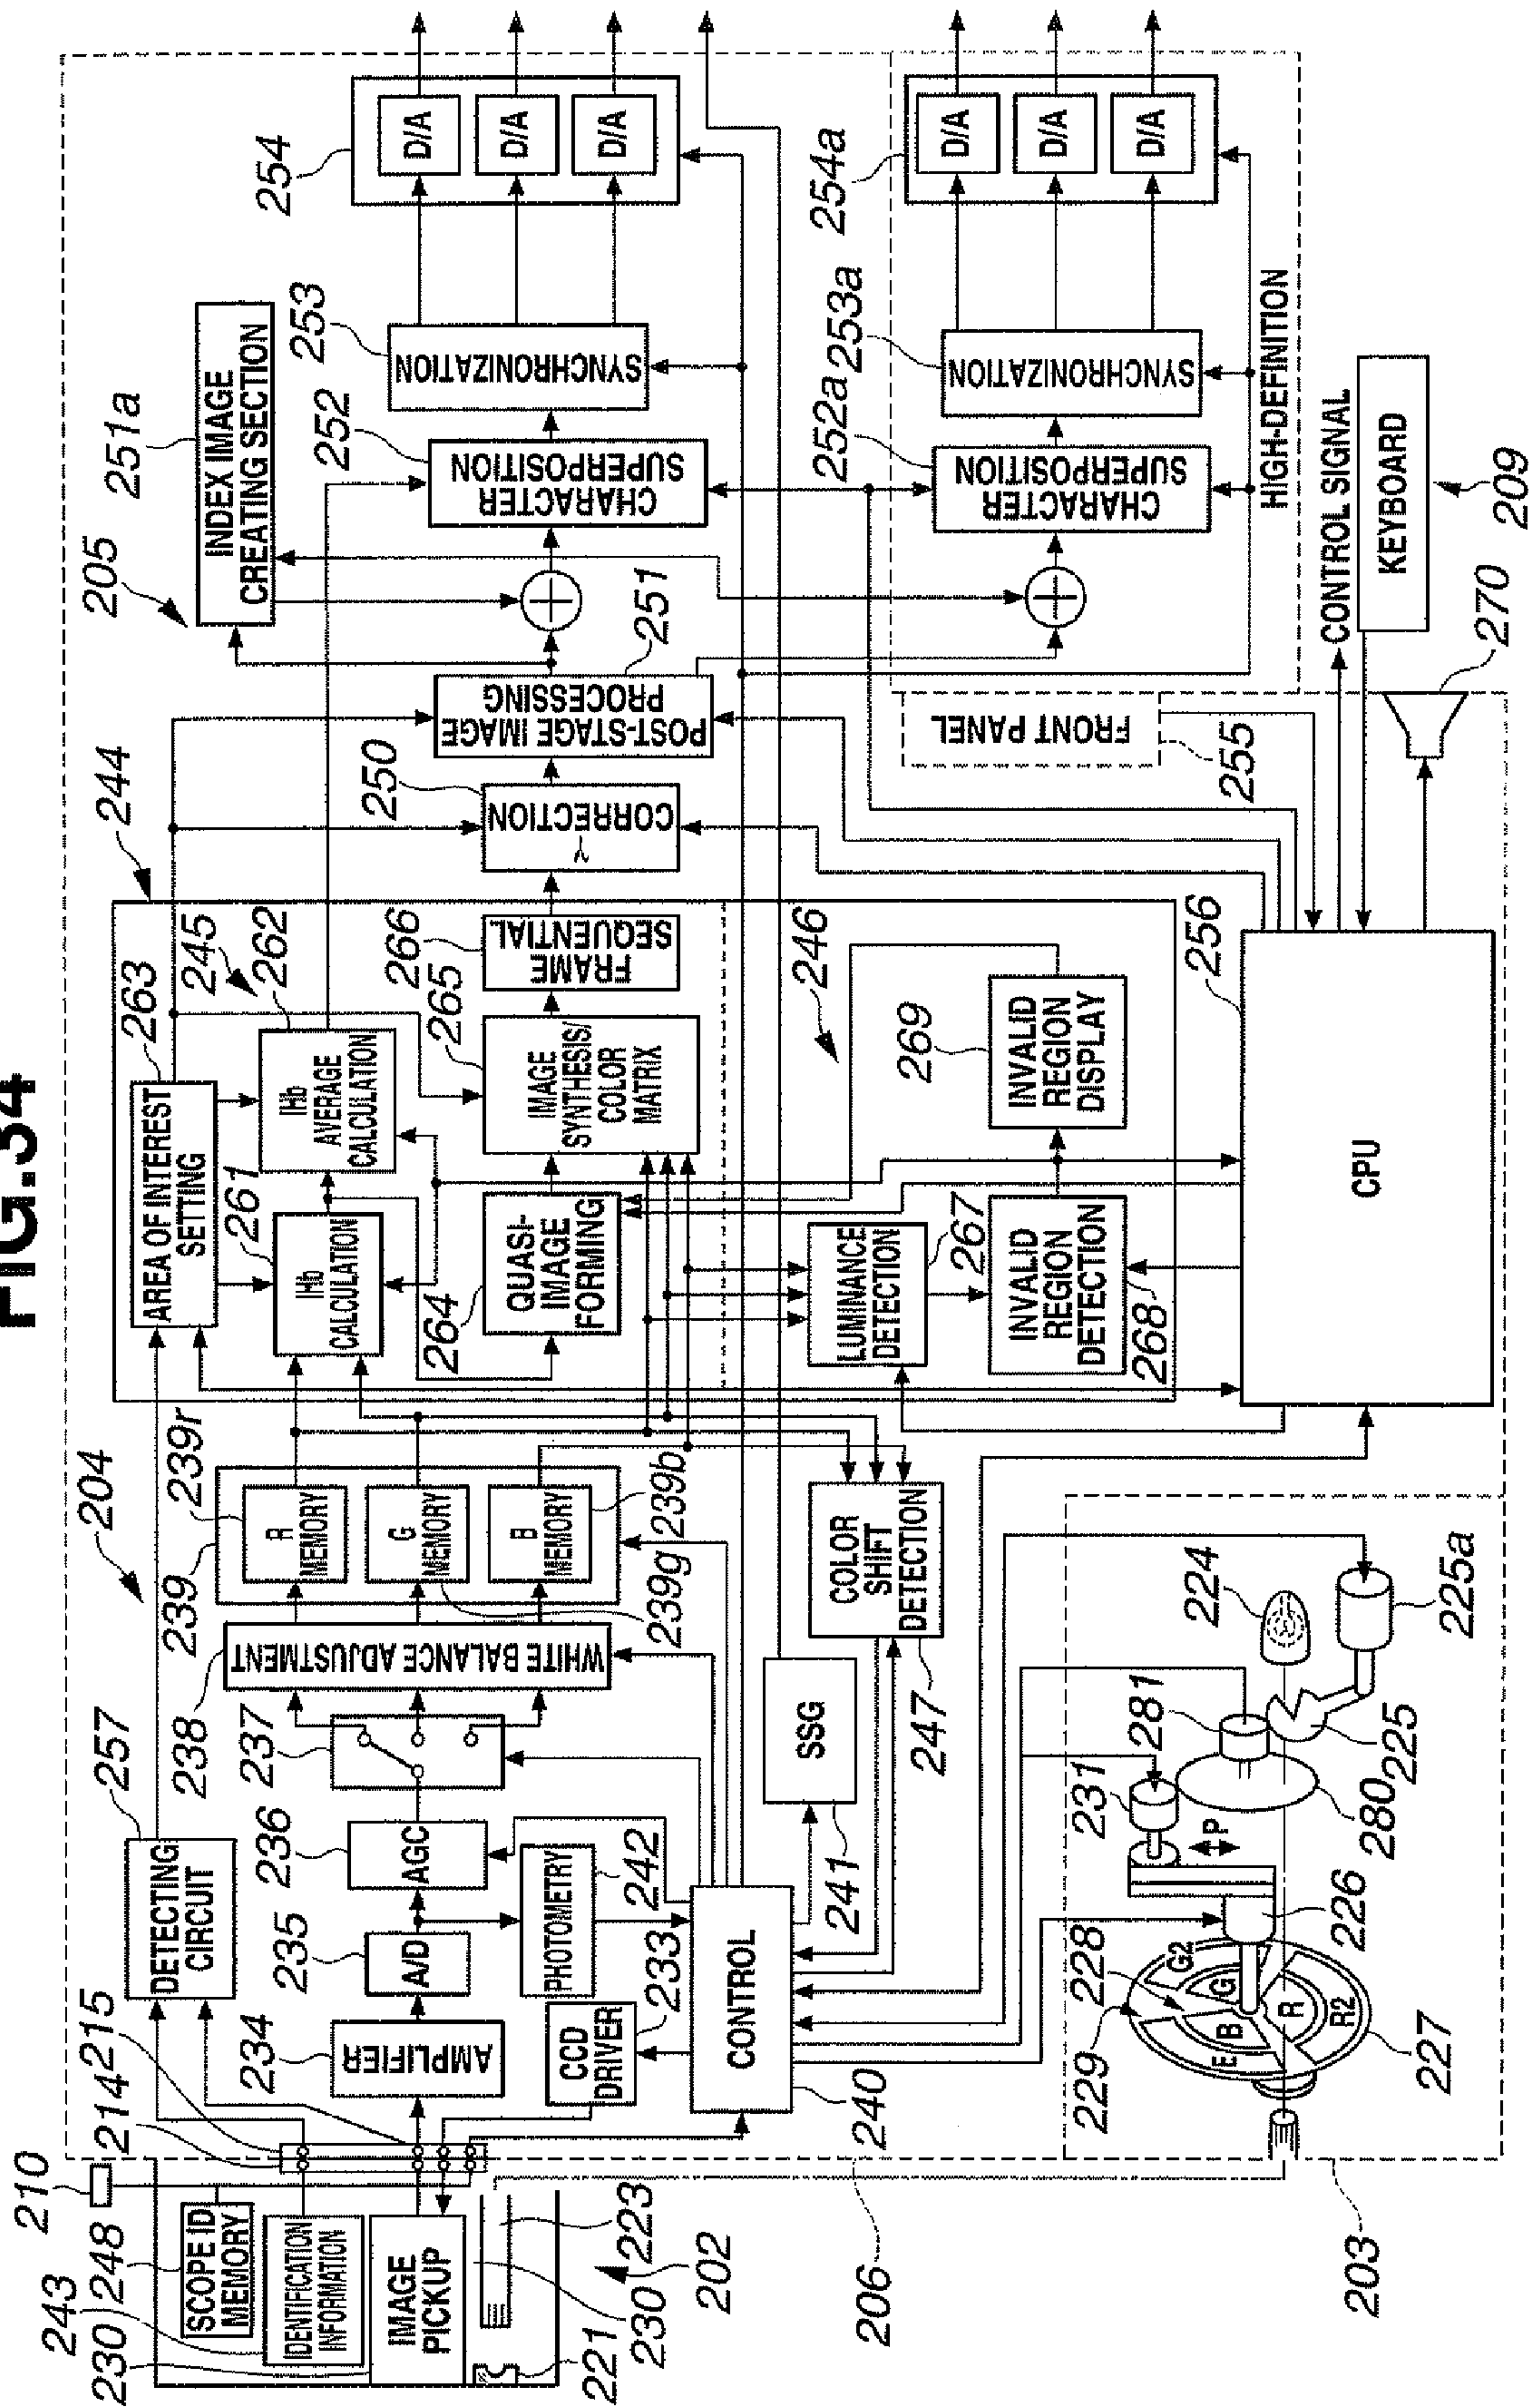 FIG.34
210
243
248
SCOPE ID
MEMORY
230
IDENTIFICATION
INFORMATION
IMAGE
PICKUP
221
230
223
202
214
215
257
DETECTING
CIRCUIT
234
AMPLIFIER
235
A/D
236
AGC
237
238
WHITE BALANCE ADJUSTMENT
204
239
239r
R
MEMORY
G
MEMORY
B
MEMORY
239g
239b
PHOTOMETRY
242
CCD
DRIVER
233
CONTROL
240
206
SSG
241
COLOR
SHIFT
DETECTION
247
263
AREA OF INTEREST
SETTING
261
IHb
CALCULATION
245
262
IHb
AVERAGE
CALCULATION
244
264
QUASI-
IMAGE
FORMING
265
IMAGE
SYNTHESIS/
COLOR
MATRIX
266
FRAME
SEQUENTIAL
246
LUMINANCE
DETECTION
267
INVALID
REGION
DETECTION
268
269
INVALID
REGION
DISPLAY
250
γ
CORRECTION
205
251
POST-STAGE IMAGE
PROCESSING
251a
INDEX IMAGE
CREATING SECTION
252
CHARACTER
SUPERPOSITION
253
SYNCHRONIZATION
254
D/A
D/A
D/A
252a
CHARACTER
SUPERPOSITION
253a
SYNCHRONIZATION
254a
D/A
D/A
D/A
HIGH-DEFINITION
FRONT PANEL
255
256
CPU
CONTROL SIGNAL
KEYBOARD
209
270
203
229
228
G2
G
B
E
R
R2
227
226
P
231
281
280
225
224
225a